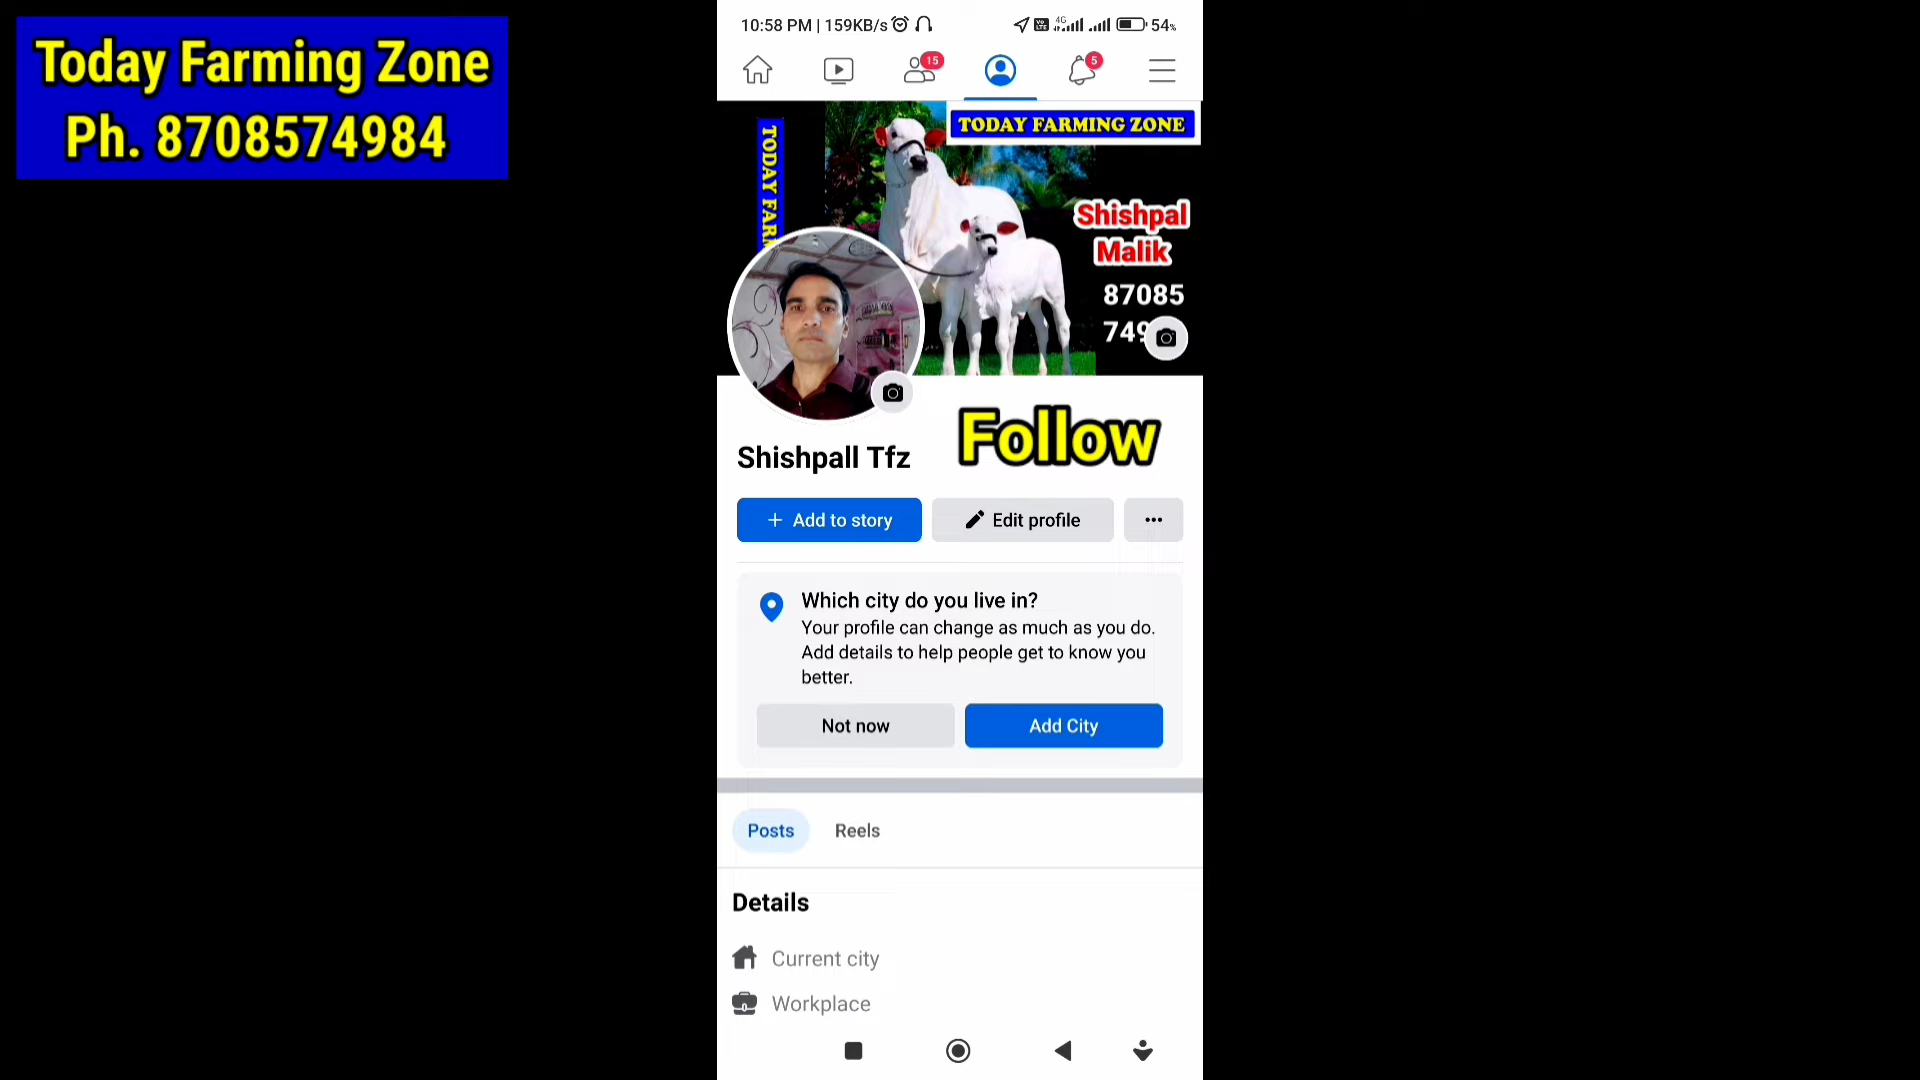 Today Farming Zone
Ph. 8708574984
10:58 PM | 159KB/s
4G
54%
15
5
TODAY FARMING ZONE
TODAY FAR
Shishpal
Malik
87085
749
Shishpall Tfz
Follow
+ Add to story
Edit profile
Which city do you live in?
Your profile can change as much as you do.
Add details to help people get to know you
better.
Not now
Add City
Posts
Reels
Details
Current city
Workplace